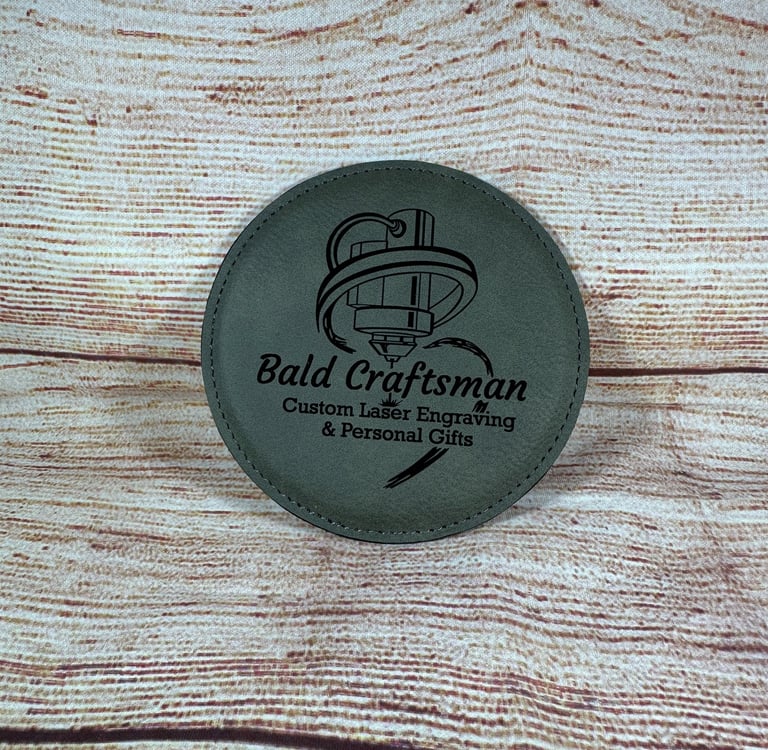 Bald Craftsman
Custom Laser Engraving
& Personal Gifts